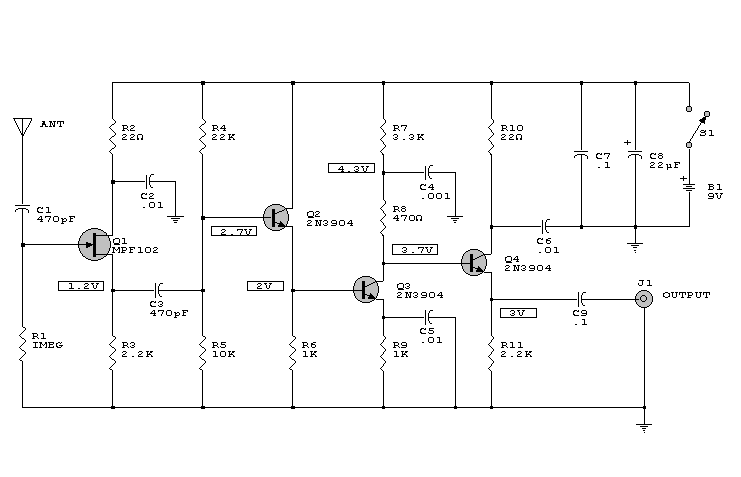 ANT
R2
22Ω
R4
22K
R7
3.3K
R10
22Ω
S1
C7
.1
C8
22µF
+
+
B1
9V
4.3V
C2
.01
C4
.001
C1
470pF
Q1
MPF102
Q2
2N3904
2.7V
R8
470Ω
3.7V
C6
.01
Q4
2N3904
1.2V
2V
Q3
2N3904
J1
OUTPUT
C3
470pF
3V
C9
.1
R1
1MEG
R3
2.2K
R5
10K
R6
1K
C5
.01
R9
1K
R11
2.2K